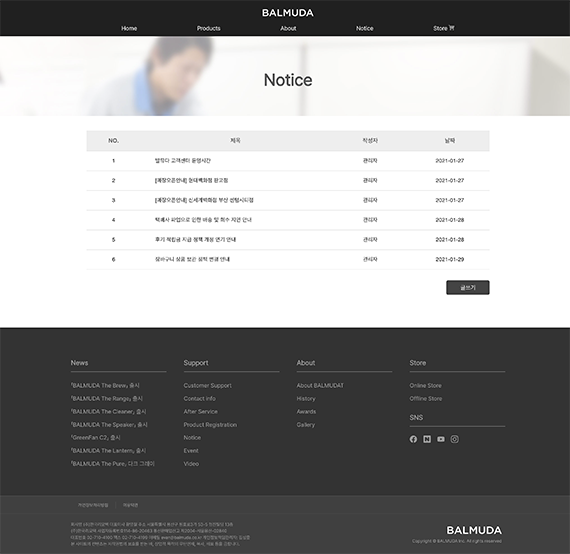 BALMUDA
Home Products About Notice Store
Notice
NO. 제목 작성자 날짜
1 발뮤다 고객센터 운영시간 관리자 2021-01-27
2 [매장오픈안내] 현대백화점 판교점 관리자 2021-01-27
3 [매장오픈안내] 신세계백화점 부산 센텀시티점 관리자 2021-01-27
4 택배사 파업으로 인한 배송 및 회수 지연 안내 관리자 2021-01-28
5 후기 적립금 지급 정책 개정 연기 안내 관리자 2021-01-28
6 장바구니 상품 보관 정책 변경 안내 관리자 2021-01-29
글쓰기
News Support About Store
「BALMUDA The Brew」 출시 Customer Support About BALMUDAT Online Store
「BALMUDA The Range」 출시 Contact info History Offline Store
「BALMUDA The Cleaner」 출시 After Service Awards
「BALMUDA The Speaker」 출시 Product Registration Gallery SNS
「GreenFan C2」 출시 Notice
「BALMUDA The Lantern」 출시 Event
「BALMUDA The Pure」 다크 그레이 Video
개인정보처리방침 이용약관
BALMUDA
Copyright © BALMUDA Inc. All rights reserved.